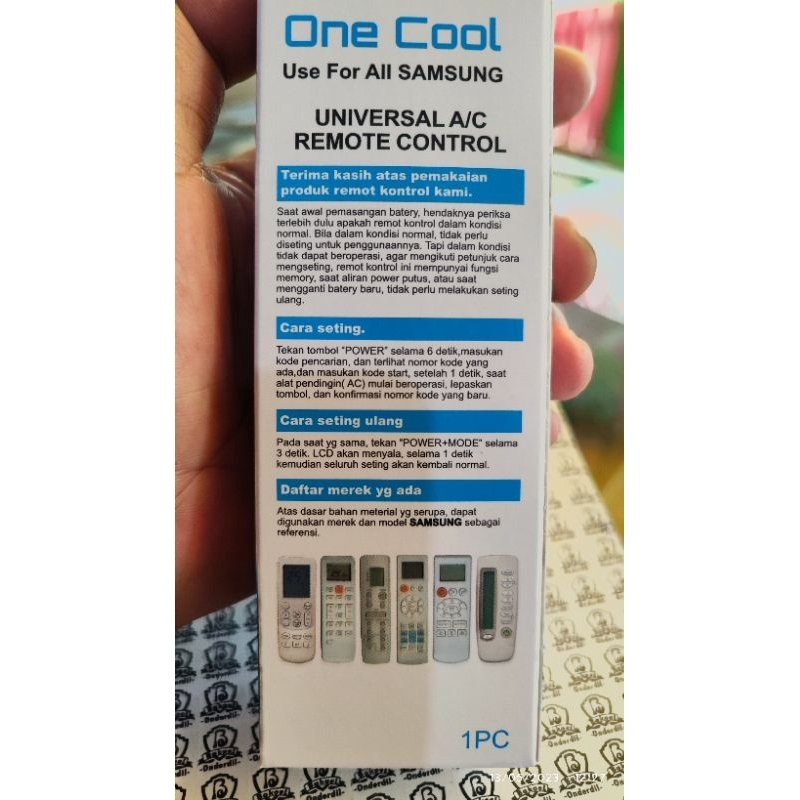 One Cool
Use For All SAMSUNG
UNIVERSAL A/C
REMOTE CONTROL
Terima kasih atas pemakaian
produk remot kontrol kami.
Saat awal pemasangan batery, hendaknya periksa
terlebih dulu apakah remot kontrol dalam kondisi
normal. Bila dalam kondisi normal, tidak perlu
diseting untuk penggunaannya. Tapi dalam kondisi
tidak dapat beroperasi, agar mengikuti petunjuk cara
mengseting, remot kontrol ini mempunyai fungsi
memory, saat aliran power putus, atau saat
mengganti batery baru, tidak perlu melakukan seting
ulang.
Cara seting.
Tekan tombol "POWER" selama 6 detik,masukan
kode pencarian, dan terlihat nomor kode yang
ada,dan masukan kode start, setelah 1 detik, saat
alat pendingin( AC) mulai beroperasi, lepaskan
tombol, dan konfirmasi nomor kode yang baru.
Cara seting ulang
Pada saat yg sama, tekan "POWER+MODE" selama
3 detik. LCD akan menyala, selama 1 detik
kemudian seluruh seting akan kembali normal.
Daftar merek yg ada
Atas dasar bahan meterial yg serupa, dapat
digunakan merek dan model SAMSUNG sebagai
referensi.
1PC
Bakpaz
-Onderdil-